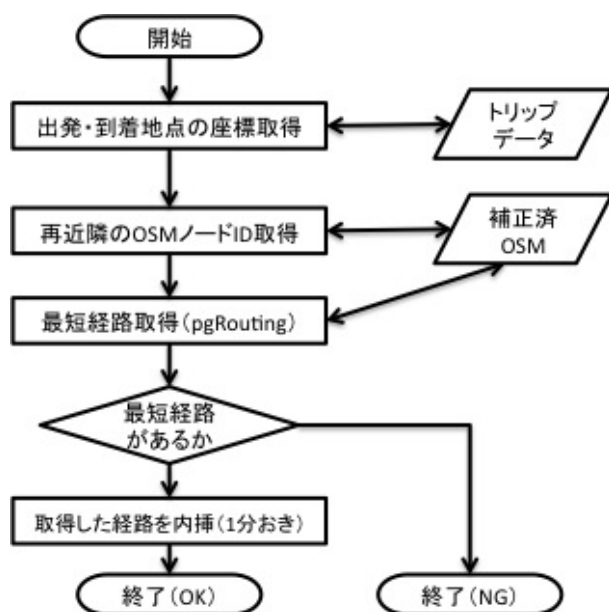 開始
出発・到着地点の座標取得
トリップ
データ
再近隣のOSMノードID取得
補正済
OSM
最短経路取得(pgRouting)
最短経路
があるか
取得した経路を内挿(1分おき)
終了(OK)
終了(NG)